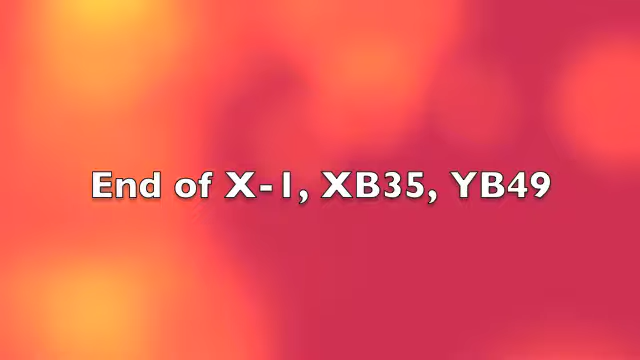 End of X-1, XB35, YB49